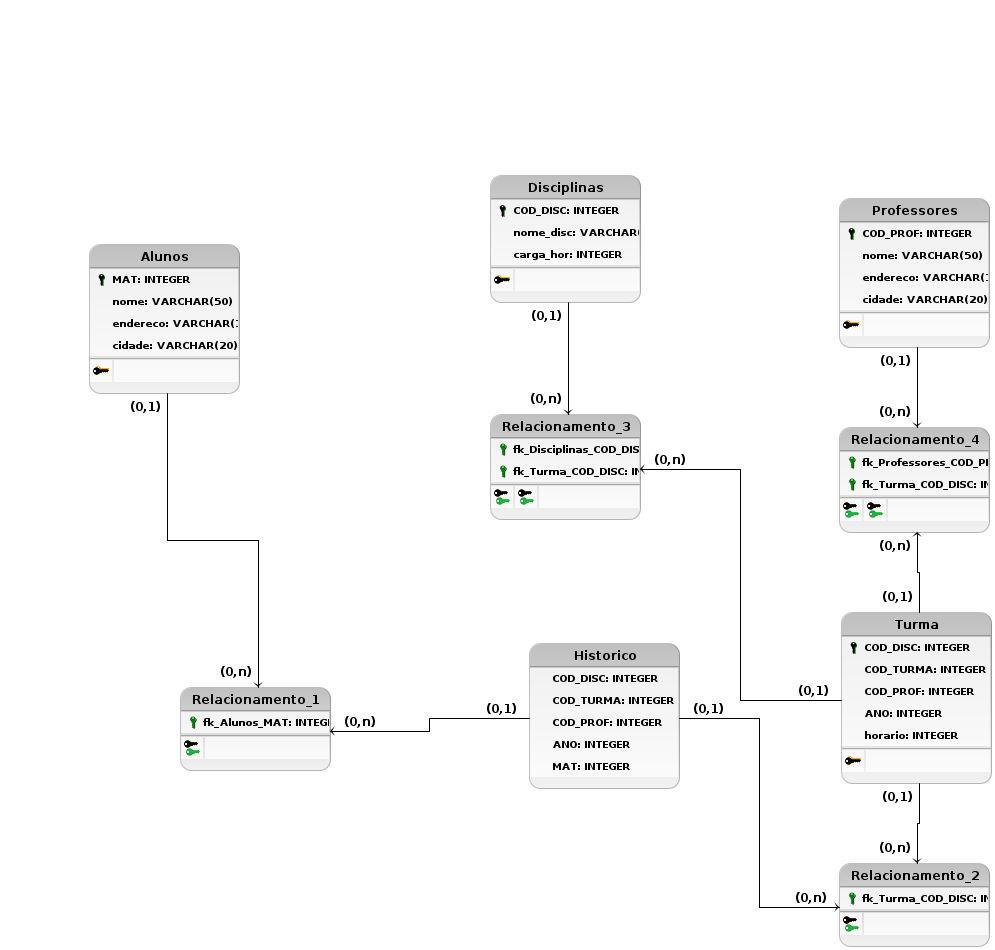 Disciplinas
COD_DISC: INTEGER
nome_disc: VARCHAR(
carga_hor: INTEGER
Professores
COD_PROF: INTEGER
nome: VARCHAR(50)
endereco: VARCHAR(
cidade: VARCHAR(20)
Alunos
MAT: INTEGER
nome: VARCHAR(50)
endereco: VARCHAR(
cidade: VARCHAR(20)
(0,1)
(0,n)
(0,1)
(0,n)
(0,1)
Relacionamento_3
fk_Disciplinas_COD_DIS
fk_Turma_COD_DISC: IN
(0,n)
Relacionamento_4
fk_Professores_COD_P
fk_Turma_COD_DISC: IN
(0,n)
(0,1)
Turma
COD_DISC: INTEGER
COD_TURMA: INTEGER
COD_PROF: INTEGER
ANO: INTEGER
horario: INTEGER
(0,1)
Historico
COD_DISC: INTEGER
COD_TURMA: INTEGER
COD_PROF: INTEGER
ANO: INTEGER
MAT: INTEGER
(0,1)
(0,1)
(0,n)
Relacionamento_1
fk_Alunos_MAT: INTEG
(0,n)
(0,1)
(0,n)
(0,n)
Relacionamento_2
fk_Turma_COD_DISC: IN